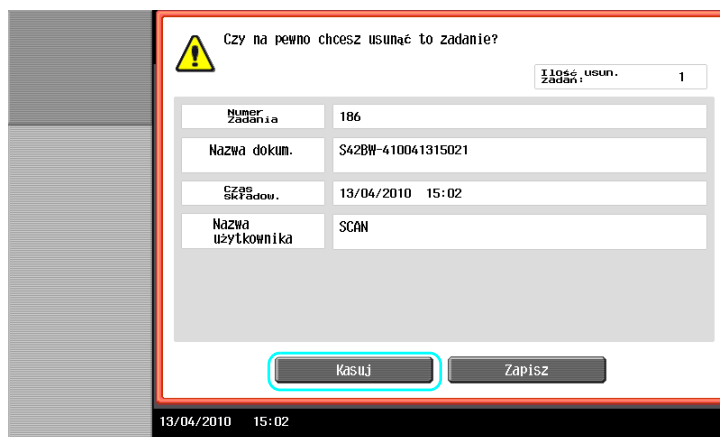 Czy na pewno chcesz usunąć to zadanie?
Ilość usun.
zadań: 1
Numer
zadania
186
Nazwa dokum.
S42BW-410041315021
Czas
składow.
13/04/2010 15:02
Nazwa
użytkownika
SCAN
Kasuj Zapisz
13/04/2010 15:02